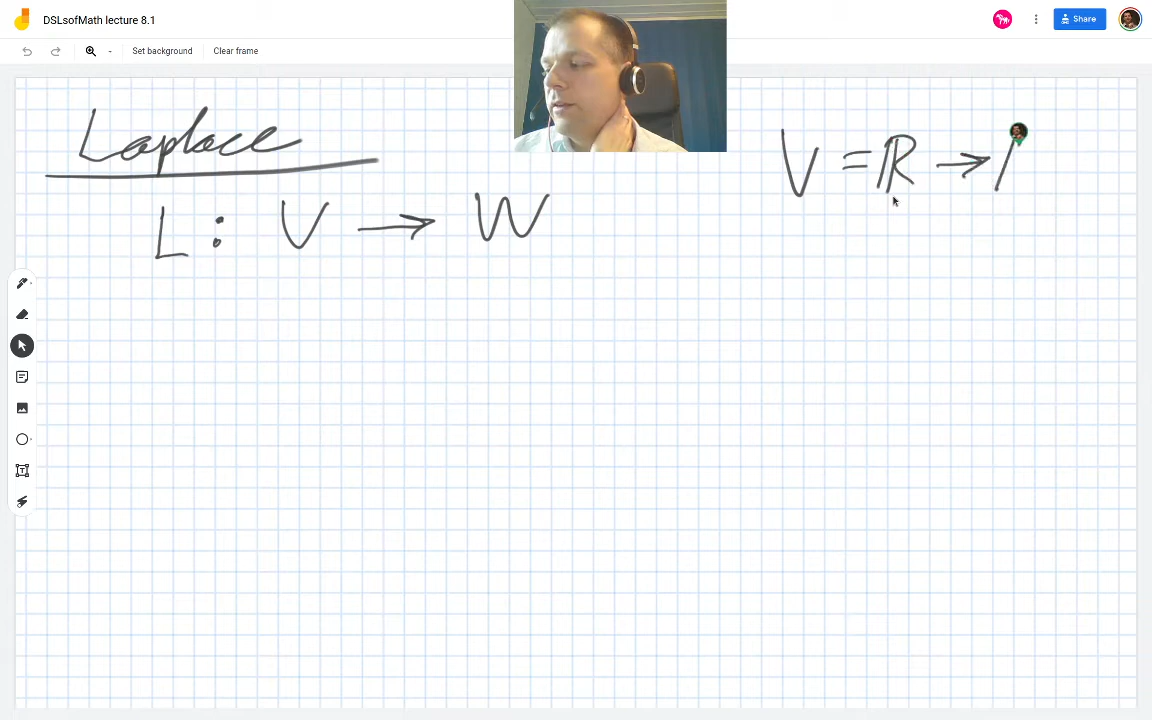 DSLsofMath lecture 8.1
Share
Set background
Clear frame
Laplace
V = ℝ →
L : V → W